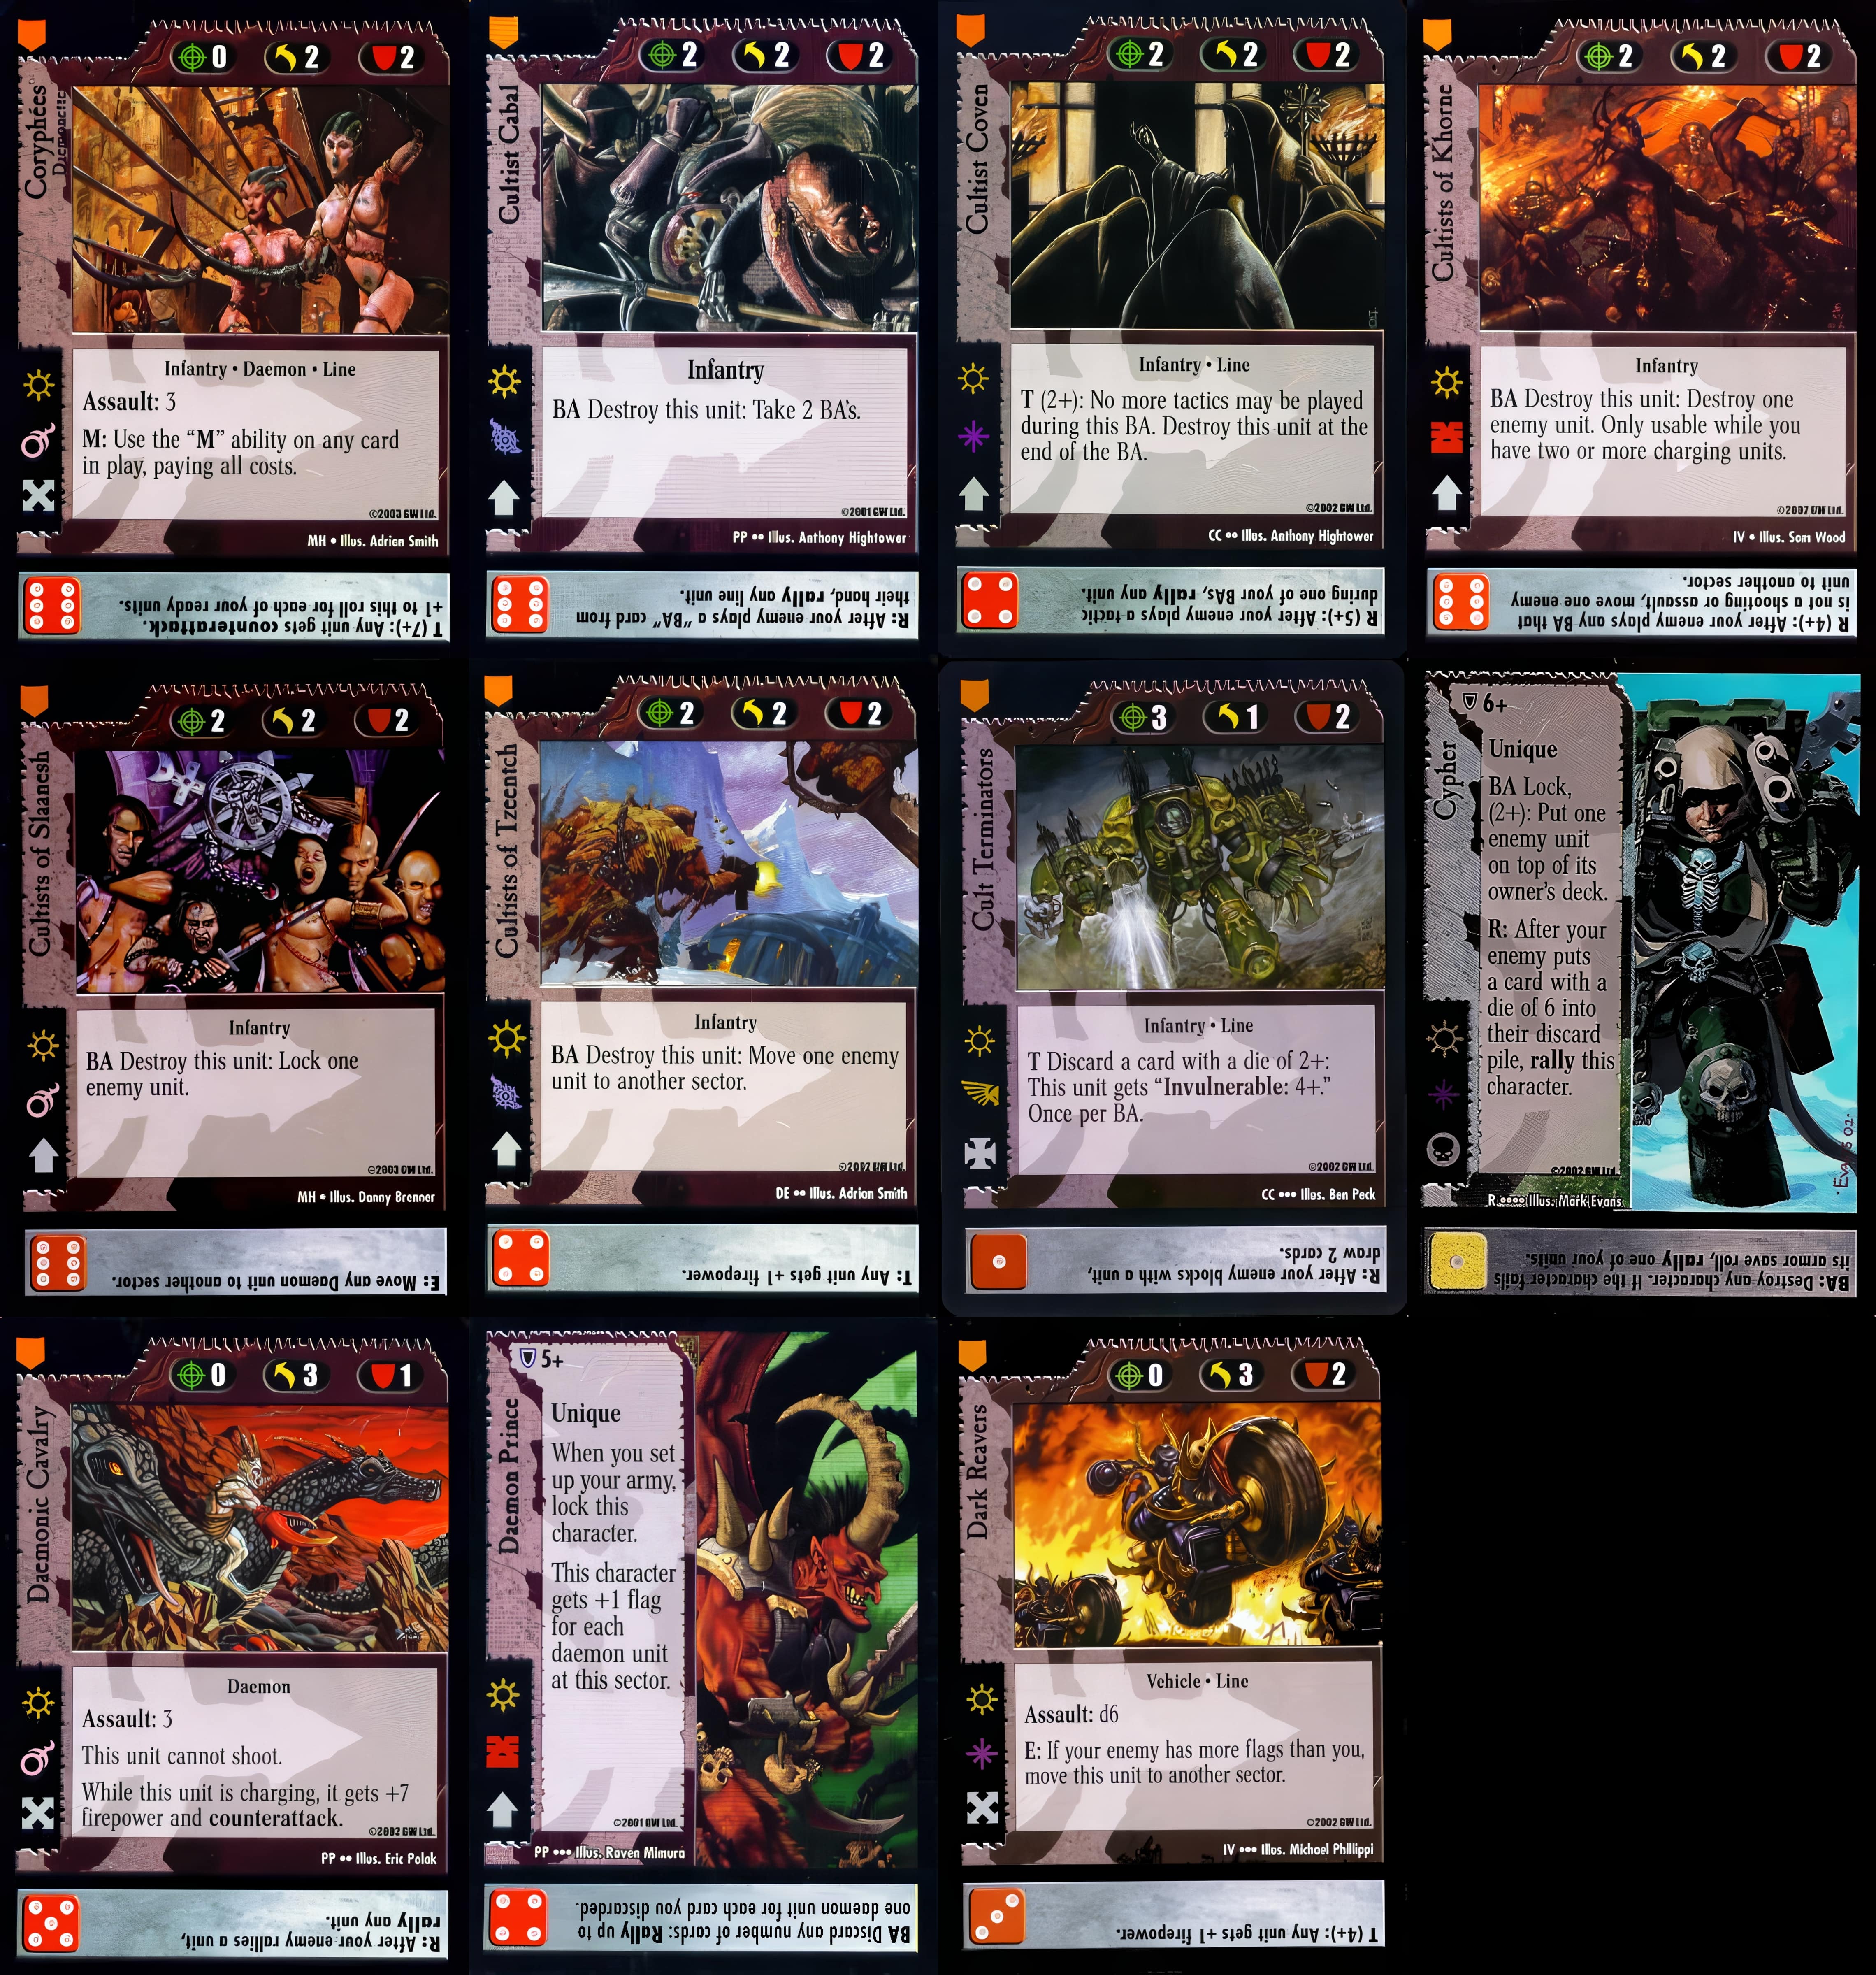 Coryphées
Daemonette
0 2 2
Infantry • Daemon • Line
Assault: 3
M: Use the “M” ability on any card
in play, paying all costs.
©2003 GW Ltd.
MH • Illus. Adrian Smith
T (7+): Any unit gets counterattack.
+1 to this roll for each of your ready units.
Cultist Cabal
2 2 2
Infantry
BA Destroy this unit: Take 2 BA's.
©2001 GW Ltd.
PP •• Illus. Anthony Hightower
R: After your enemy plays a “BA” card from
their hand, rally any line unit.
Cultist Coven
2 2 2
Infantry • Line
T (2+): No more tactics may be played
during this BA. Destroy this unit at the
end of the BA.
©2002 GW Ltd.
CC •• Illus. Anthony Hightower
R (5+): After your enemy plays a tactic
during one of your BAs, rally any unit.
Cultists of Khorne
2 2 2
Infantry
BA Destroy this unit: Destroy one
enemy unit. Only usable while you
have two or more charging units.
©2002 GW Ltd.
IV • Illus. Sam Wood
R (4+): After your enemy plays any BA that
is not a shooting or assault, move one enemy
unit to another sector.
Cultists of Slaanesh
2 2 2
Infantry
BA Destroy this unit: Lock one
enemy unit.
©2003 GW Ltd.
MH • Illus. Danny Brenner
E: Move any Daemon unit to another sector.
Cultists of Tzeentch
2 2 2
Infantry
BA Destroy this unit: Move one enemy
unit to another sector.
©2002 GW Ltd.
DE •• Illus. Adrian Smith
T: Any unit gets +1 firepower.
Cult Terminators
3 1 2
Infantry • Line
T Discard a card with a die of 2+:
This unit gets “Invulnerable: 4+.”
Once per BA.
©2002 GW Ltd.
CC ••• Illus. Ben Peck
R: After your enemy blocks with a unit,
draw 2 cards.
Cypher
6+
Unique
BA Lock,
(2+): Put one
enemy unit
on top of its
owner's deck.
R: After your
enemy puts
a card with a
die of 6 into
their discard
pile, rally this
character.
©2002 GW Ltd.
R •••• Illus. Mark Evans
EVANS 02.
BA: Destroy any character. If the character fails
its armor save roll, rally one of your units.
Daemonic Cavalry
0 3 1
Daemon
Assault: 3
This unit cannot shoot.
While this unit is charging, it gets +7
firepower and counterattack.
©2002 GW Ltd.
PP •• Illus. Eric Polak
R: After your enemy rallies a unit,
rally any unit.
Daemon Prince
5+
Unique
When you set
up your army,
lock this
character.
This character
gets +1 flag
for each
daemon unit
at this sector.
©2001 GW Ltd.
PP ••• Illus. Raven Mimura
BA Discard any number of cards: Rally up to
one daemon unit for each card you discarded.
Dark Reavers
0 3 2
Vehicle • Line
Assault: d6
E: If your enemy has more flags than you,
move this unit to another sector.
©2002 GW Ltd.
IV ••• Illus. Michael Phillippi
T (4+): Any unit gets +1 firepower.